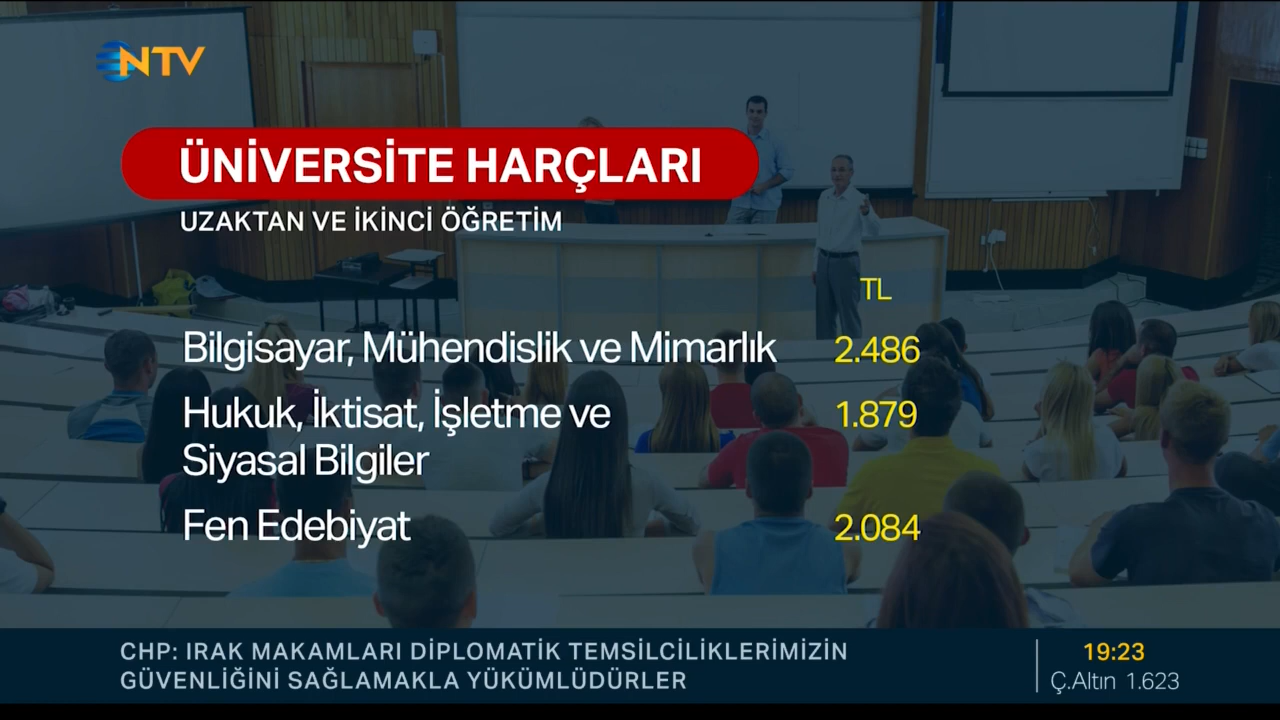 NTV
ÜNİVERSİTE HARÇLARI
UZAKTAN VE İKİNCİ ÖĞRETİM
TL
Bilgisayar, Mühendislik ve Mimarlık 2.486
Hukuk, İktisat, İşletme ve 1.879
Siyasal Bilgiler
Fen Edebiyat 2.084
CHP: IRAK MAKAMLARI DİPLOMATİK TEMSİLCİLİKLERİMİZİN
GÜVENLİĞİNİ SAĞLAMAKLA YÜKÜMLÜDÜRLER
19:23
Ç.Altın 1.623